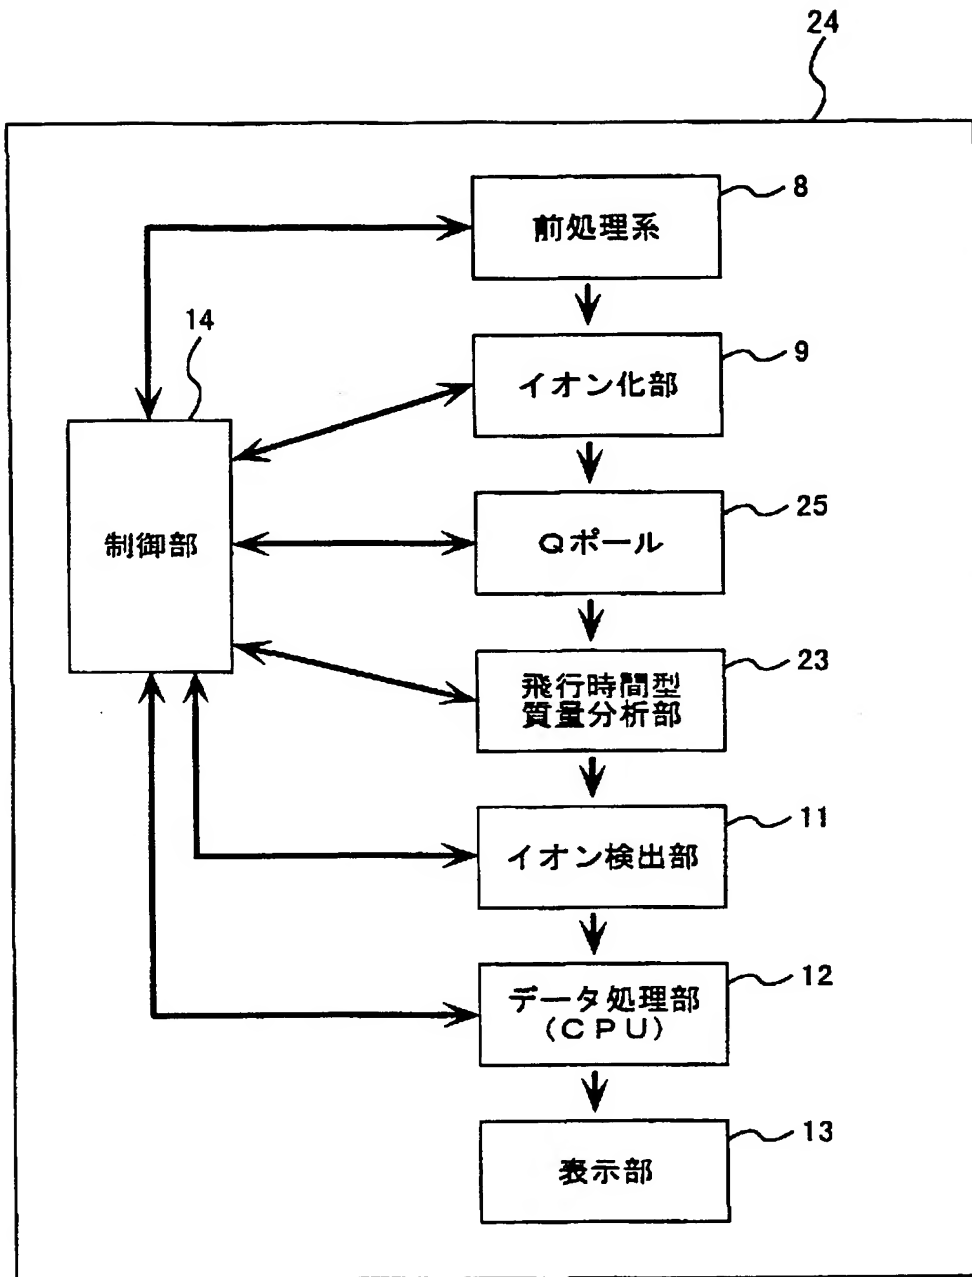 24
8
前処理系
14
9
イオン化部
25
制御部
Qポール
23
飛行時間型
質量分析部
11
イオン検出部
12
データ処理部
(CPU)
13
表示部